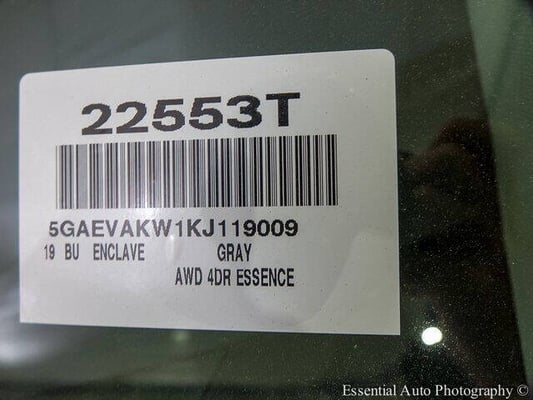 22553T
5GAEVAKW1KJ119009
19 BU ENCLAVE GRAY
AWD 4DR ESSENCE
Essential Auto Photography ©